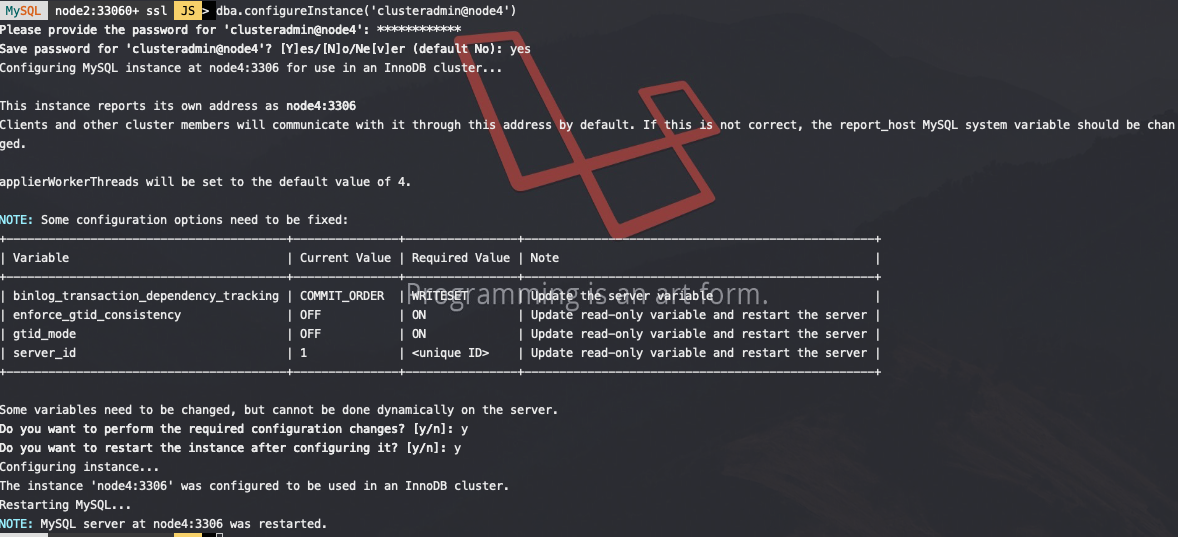 MySQL node2:33060+ ssl JS > dba.configureInstance('clusteradmin@node4')
Please provide the password for 'clusteradmin@node4': ************
Save password for 'clusteradmin@node4'? [Y]es/[N]o/Ne[v]er (default No): yes
Configuring MySQL instance at node4:3306 for use in an InnoDB cluster...
This instance reports its own address as node4:3306
Clients and other cluster members will communicate with it through this address by default. If this is not correct, the report_host MySQL system variable should be chan
ged.
applierWorkerThreads will be set to the default value of 4.
NOTE: Some configuration options need to be fixed:
+----------------------------------------+---------------+----------------+--------------------------------------------------+
| Variable | Current Value | Required Value | Note |
+----------------------------------------+---------------+----------------+--------------------------------------------------+
| binlog_transaction_dependency_tracking | COMMIT_ORDER | WRITESET | Update the server variable |
Programming is an art form.
| enforce_gtid_consistency | OFF | ON | Update read-only variable and restart the server |
| gtid_mode | OFF | ON | Update read-only variable and restart the server |
| server_id | 1 | <unique ID> | Update read-only variable and restart the server |
+----------------------------------------+---------------+----------------+--------------------------------------------------+
Some variables need to be changed, but cannot be done dynamically on the server.
Do you want to perform the required configuration changes? [y/n]: y
Do you want to restart the instance after configuring it? [y/n]: y
Configuring instance...
The instance 'node4:3306' was configured to be used in an InnoDB cluster.
Restarting MySQL...
NOTE: MySQL server at node4:3306 was restarted.